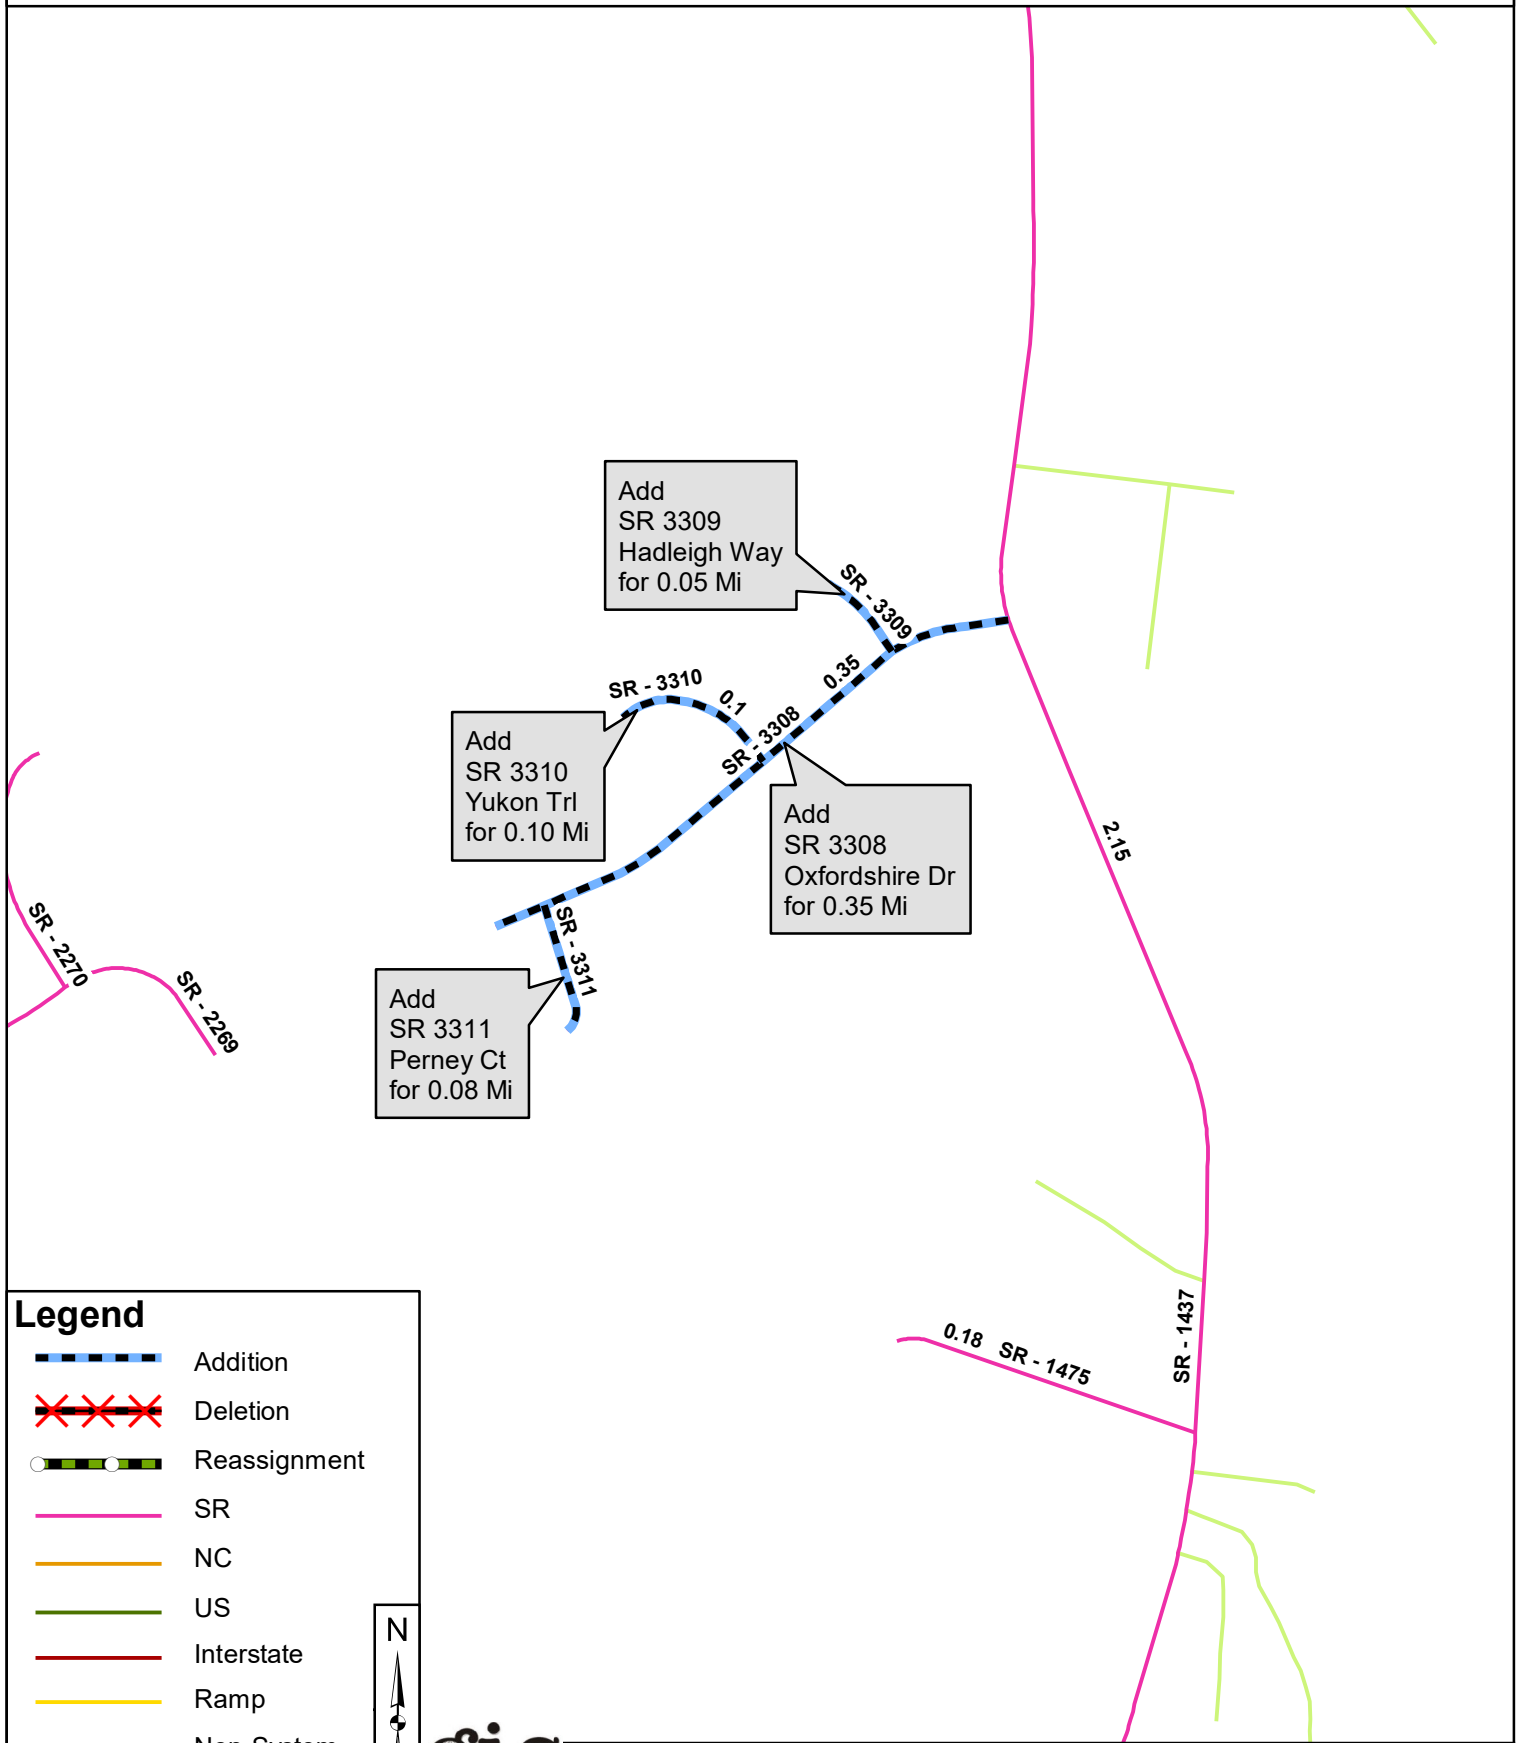 Add
SR 3309
Hadleigh Way
for 0.05 Mi
SR - 3309
0.35
SR - 3310
0.1
SR - 3308
Add
SR 3310
Yukon Trl
for 0.10 Mi
Add
SR 3308
Oxfordshire Dr
for 0.35 Mi
2.15
SR - 2270
SR - 2269
SR - 3311
Add
SR 3311
Perney Ct
for 0.08 Mi
SR - 1437
0.18 SR - 1475
Legend
Addition
Deletion
Reassignment
SR
NC
US
Interstate
Ramp
Non-System
N